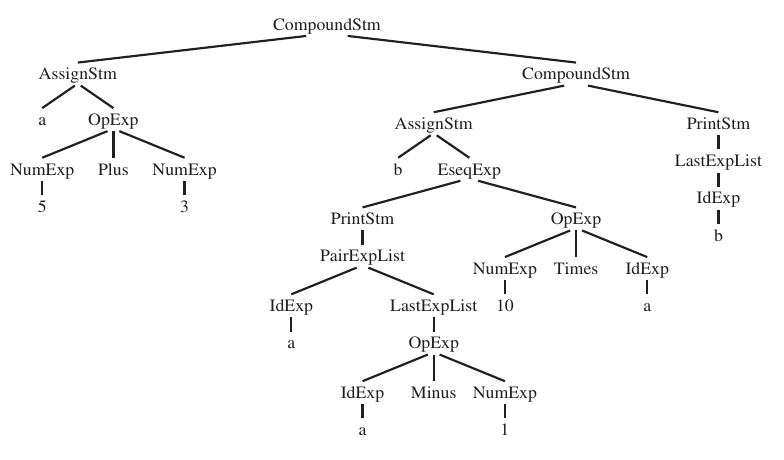 CompoundStm
AssignStm CompoundStm
a OpExp AssignStm PrintStm
NumExp Plus NumExp b EseqExp LastExpList
5 3 PrintStm OpExp IdExp
PairExpList b
NumExp Times IdExp
IdExp LastExpList 10 a
a OpExp
IdExp Minus NumExp
a 1